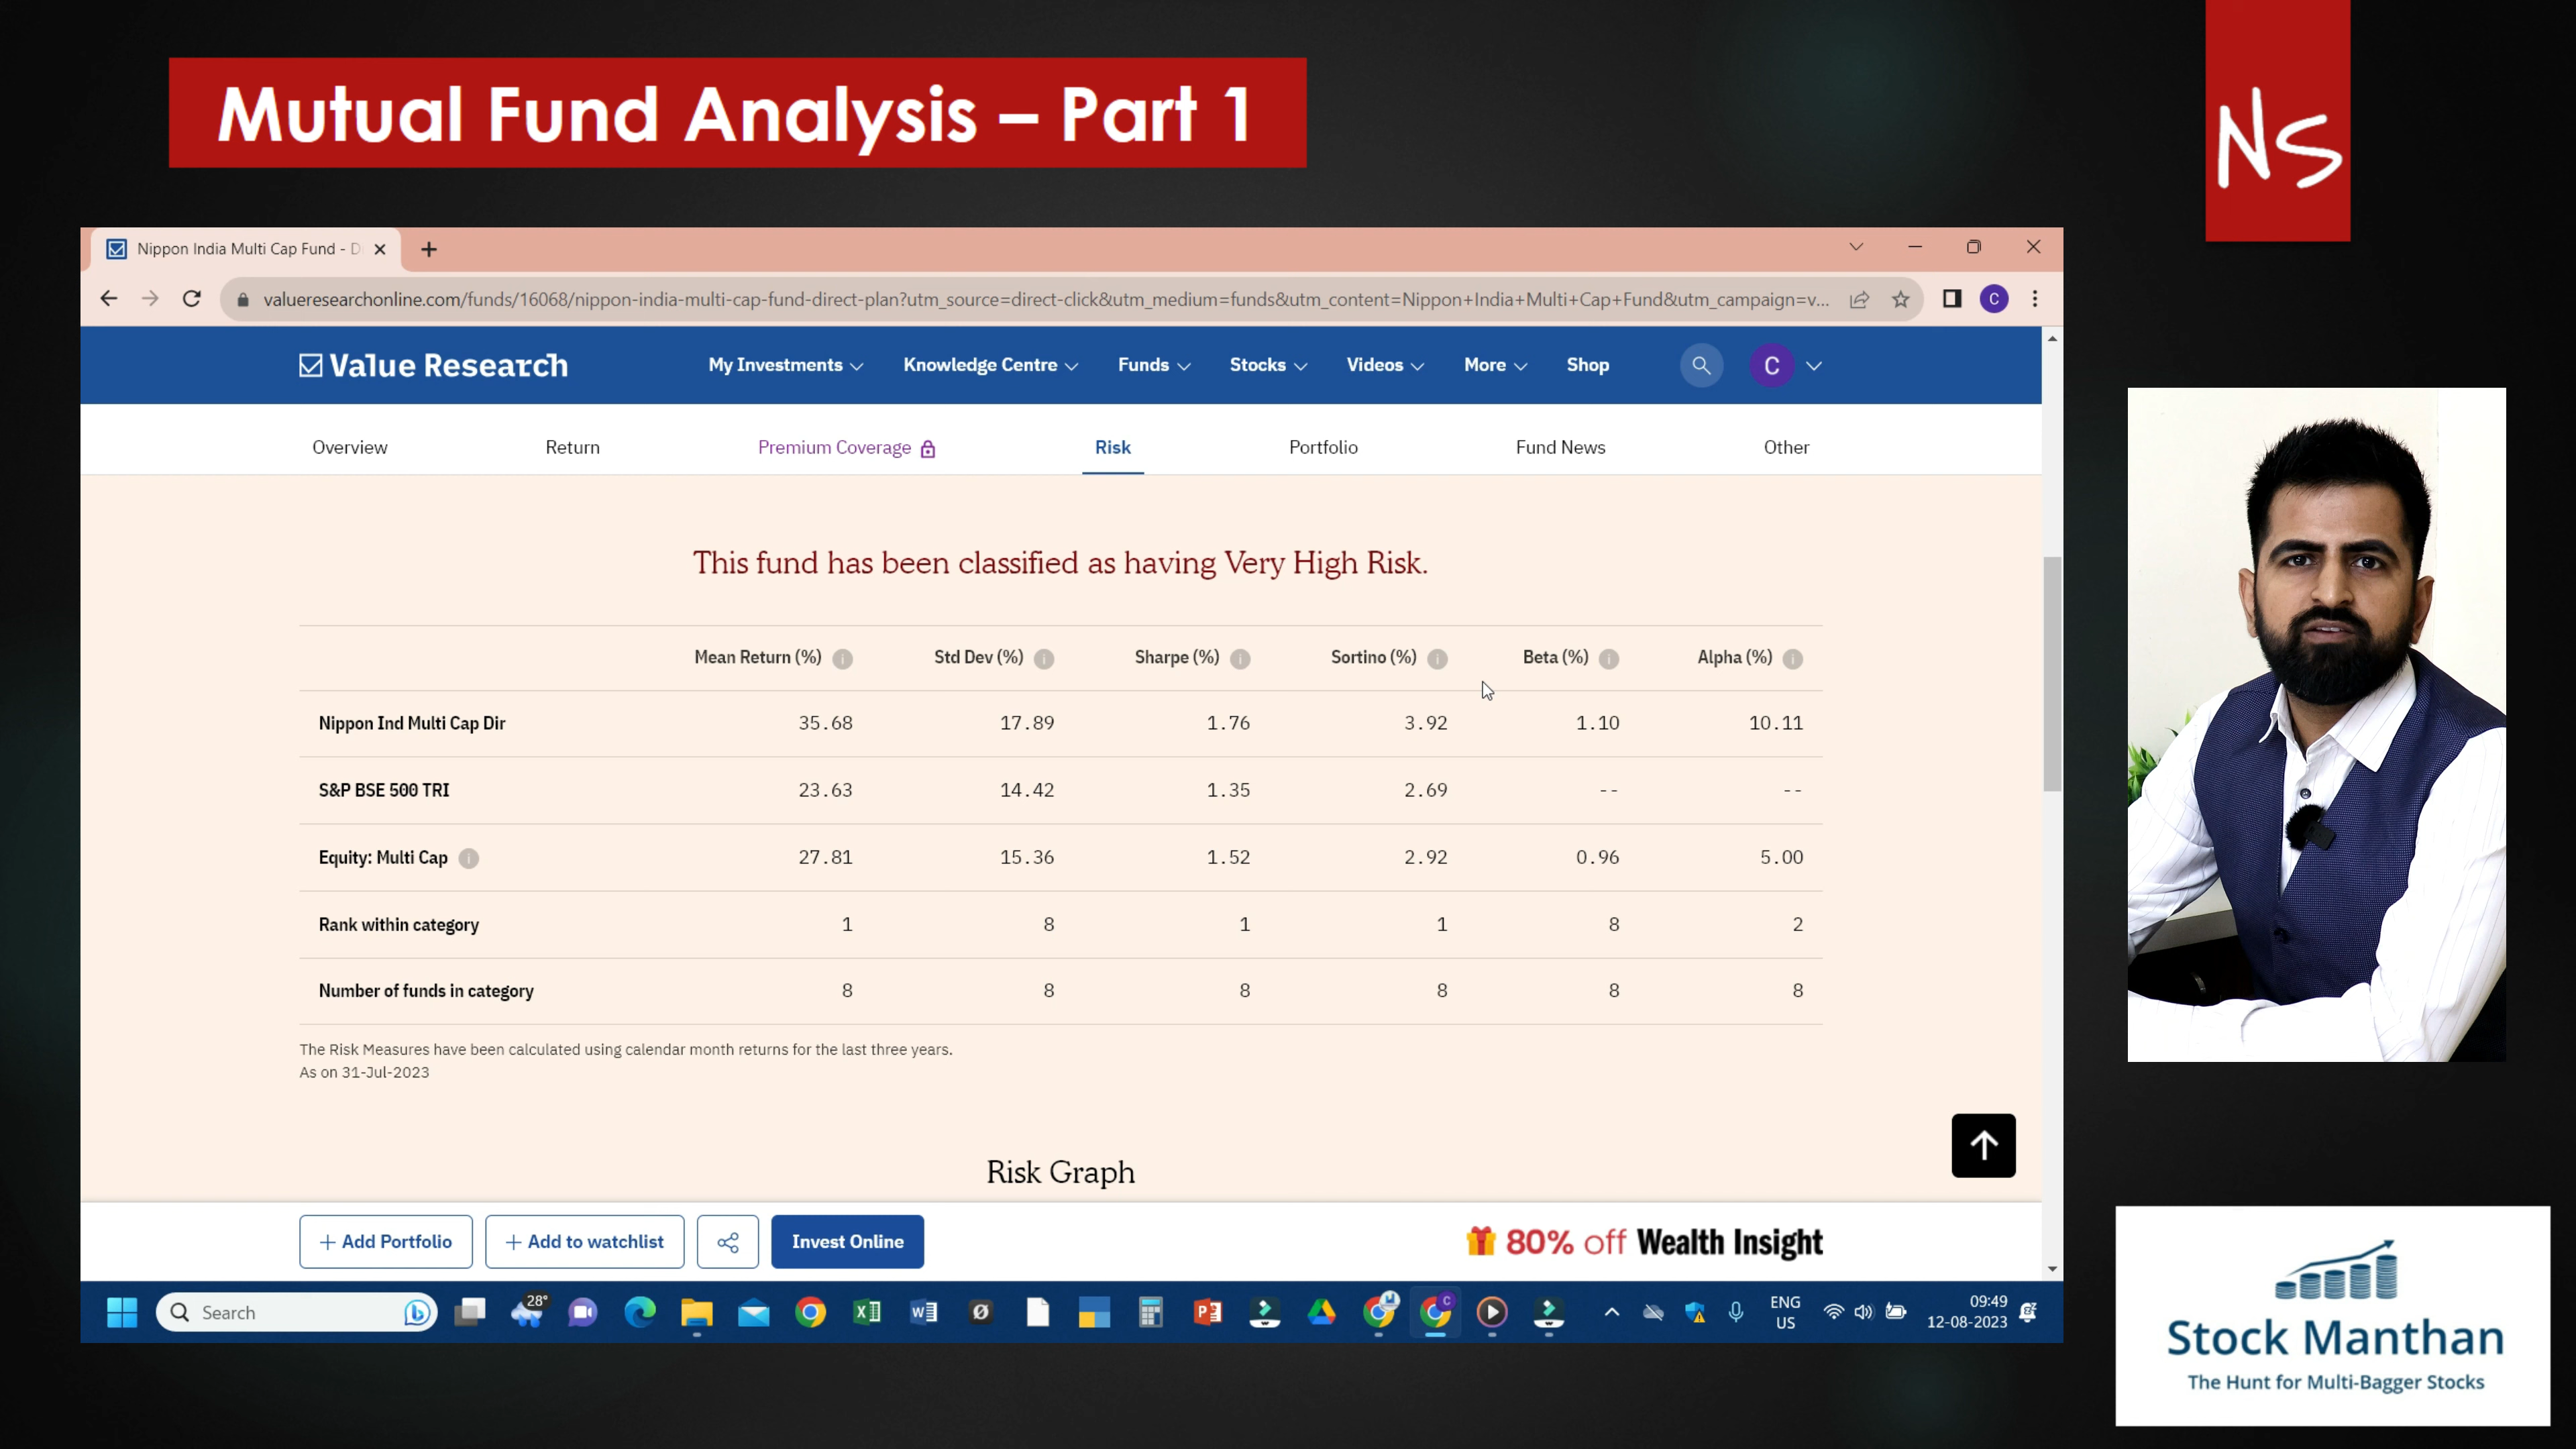 Mutual Fund Analysis – Part 1
NS
Nippon India Multi Cap Fund - D
valueresearchonline.com/funds/16068/nippon-india-multi-cap-fund-direct-plan?utm_source=direct-click&utm_medium=funds&utm_content=Nippon+India+Multi+Cap+Fund&utm_campaign=v...
C
Value Research
My Investments Knowledge Centre Funds Stocks Videos More Shop
C
Overview Return Premium Coverage Risk Portfolio Fund News Other
This fund has been classified as having Very High Risk.
Mean Return (%) Std Dev (%) Sharpe (%) Sortino (%) Beta (%) Alpha (%)
Nippon Ind Multi Cap Dir 35.68 17.89 1.76 3.92 1.10 10.11
S&P BSE 500 TRI 23.63 14.42 1.35 2.69 -- --
Equity: Multi Cap 27.81 15.36 1.52 2.92 0.96 5.00
Rank within category 1 8 1 1 8 2
Number of funds in category 8 8 8 8 8 8
The Risk Measures have been calculated using calendar month returns for the last three years.
As on 31-Jul-2023
Risk Graph
+ Add Portfolio + Add to watchlist Invest Online
80% off Wealth Insight
Search
28°
ENG
US
09:49
12-08-2023
Stock Manthan
The Hunt for Multi-Bagger Stocks